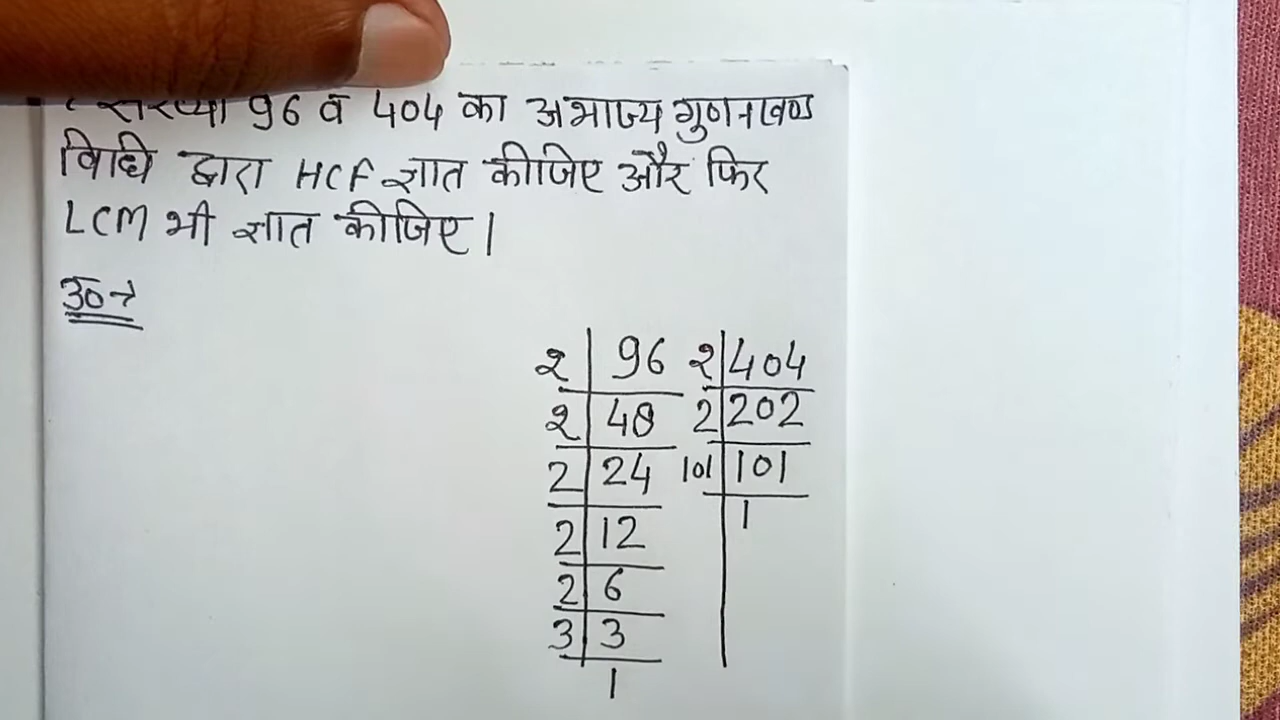 संख्या 96 व 404 का अभाज्य गुणनखण्ड
विधि द्वारा HCF ज्ञात कीजिए और फिर
LCM भी ज्ञात कीजिए।
उ०→
2 96
2 48
2 24
2 12
2 6
3 3
1
2 404
2 202
101 101
1